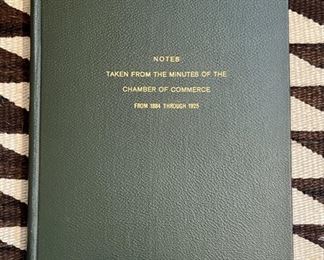 NOTES
TAKEN FROM THE MINUTES OF THE
CHAMBER OF COMMERCE
FROM 1884 THROUGH 1925